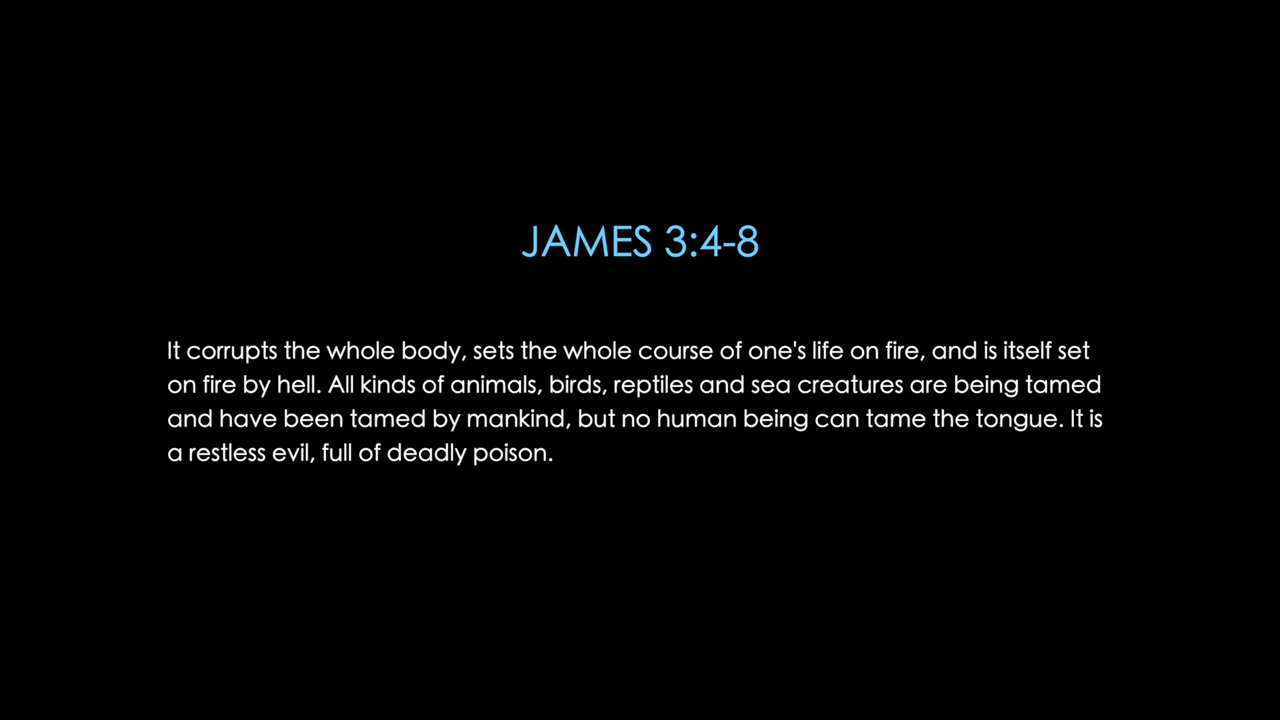 JAMES 3:4-8
It corrupts the whole body, sets the whole course of one's life on fire, and is itself set
on fire by hell. All kinds of animals, birds, reptiles and sea creatures are being tamed
and have been tamed by mankind, but no human being can tame the tongue. It is
a restless evil, full of deadly poison.